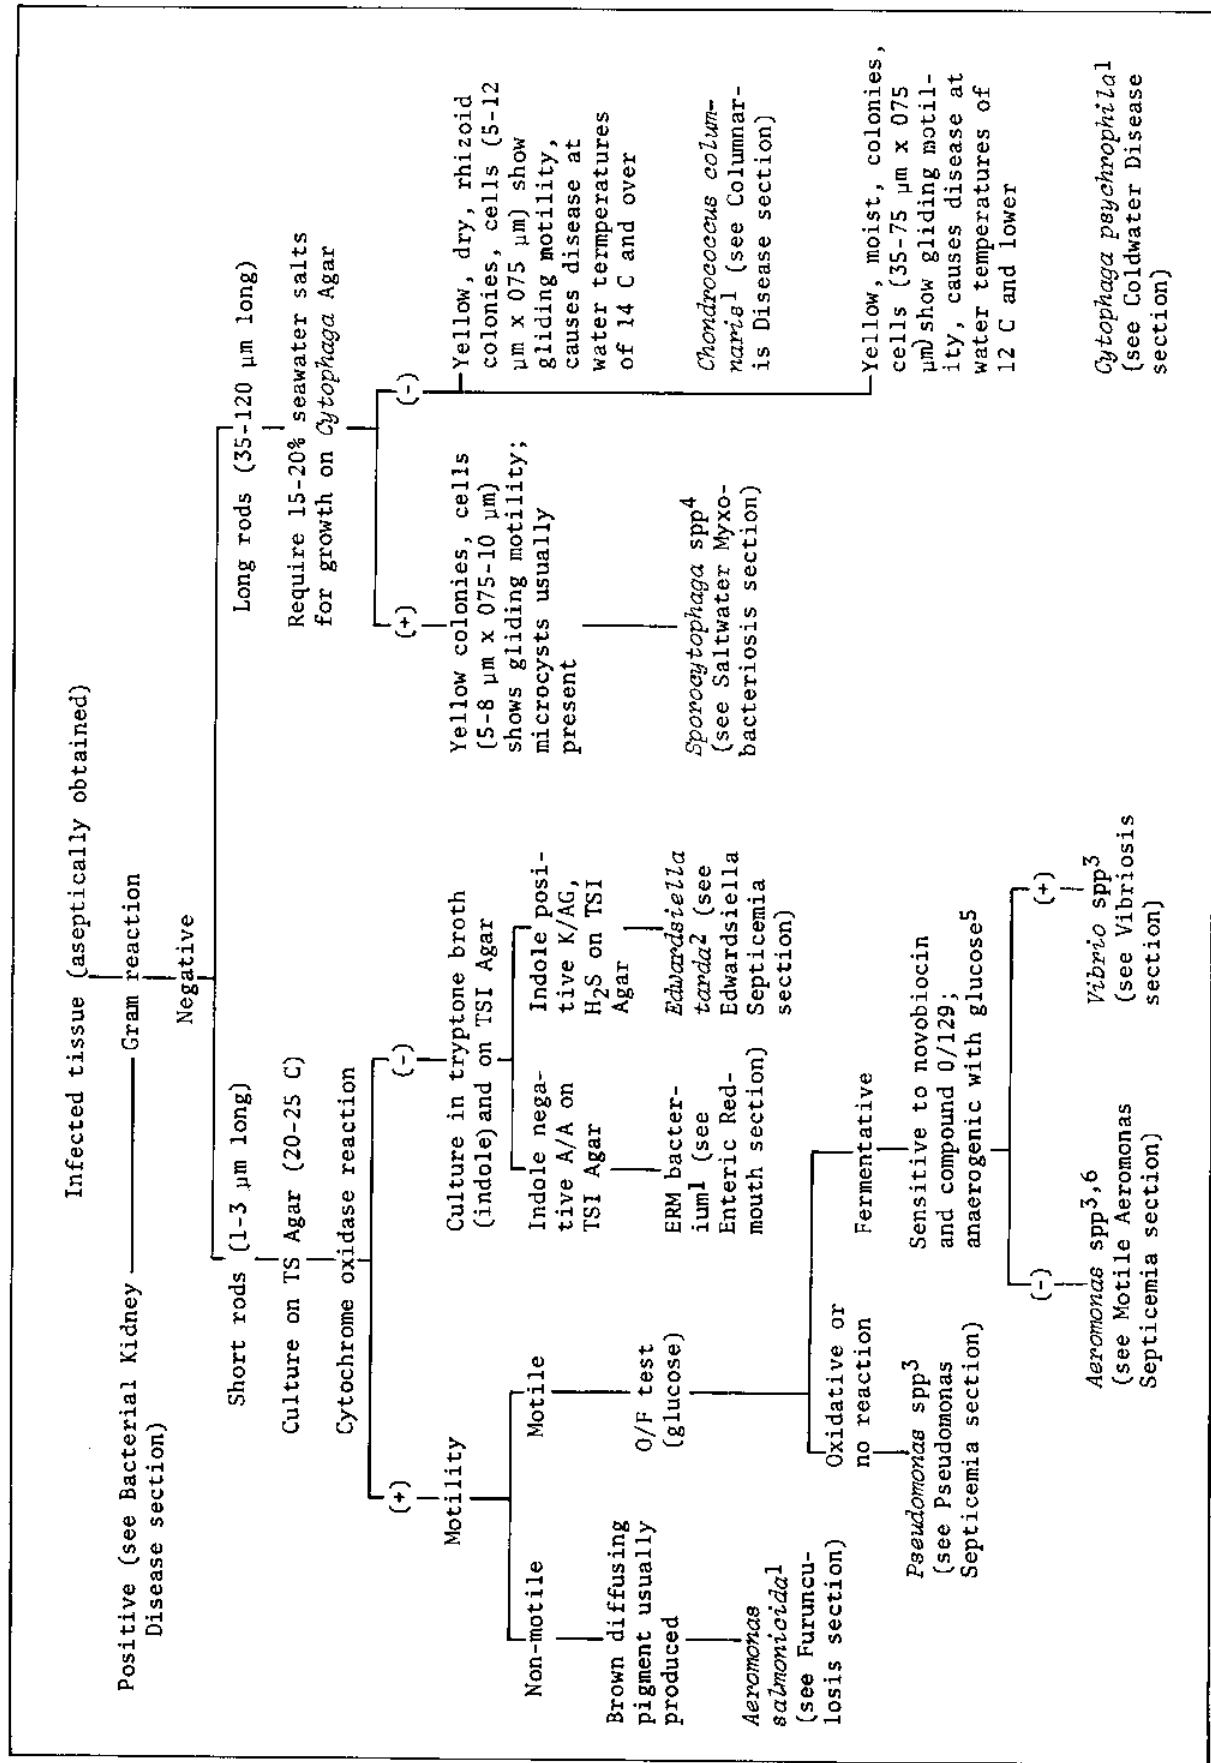 Infected tissue (aseptically obtained)
Positive (see Bacterial Kidney
Disease section)
Gram reaction
Negative
Short rods (1-3 µm long)
Culture on TS Agar (20-25 C)
Cytochrome oxidase reaction
(+)
Motility
Non-motile
Brown diffusing
pigment usually
produced
Aeromonas
salmonicida1
(see Furuncu-
losis section)
Motile
O/F test
(glucose)
Oxidative or
no reaction
Pseudomonas spp3
(see Pseudomonas
Septicemia section)
Fermentative
Sensitive to novobiocin
and compound 0/129;
anaerogenic with glucose5
(-)
Aeromonas spp3,6
(see Motile Aeromonas
Septicemia section)
(+)
Vibrio spp3
(see Vibriosis
section)
(-)
Culture in tryptone broth
(indole) and on TSI Agar
Indole nega-
tive A/A on
TSI Agar
ERM bacter-
ium1 (see
Enteric Red-
mouth section)
Indole posi-
tive K/AG,
H2S on TSI
Agar
Edwardsiella
tarda2 (see
Edwardsiella
Septicemia
section)
Long rods (35-120 µm long)
Require 15-20% seawater salts
for growth on Cytophaga Agar
(+)
Yellow colonies, cells
(5-8 µm x 075-10 µm)
shows gliding motility;
microcysts usually
present
Sporocytophaga spp4
(see Saltwater Myxo-
bacteriosis section)
(-)
Yellow, dry, rhizoid
colonies, cells (5-12
µm x 075 µm) show
gliding motility,
causes disease at
water termperatures
of 14 C and over
Chondrococcus colum-
naris1 (see Columnar-
is Disease section)
Yellow, moist, colonies,
cells (35-75 µm x 075
µm) show gliding motil-
ity, causes disease at
water temperatures of
12 C and lower
Cytophaga psychrophila1
(see Coldwater Disease
section)